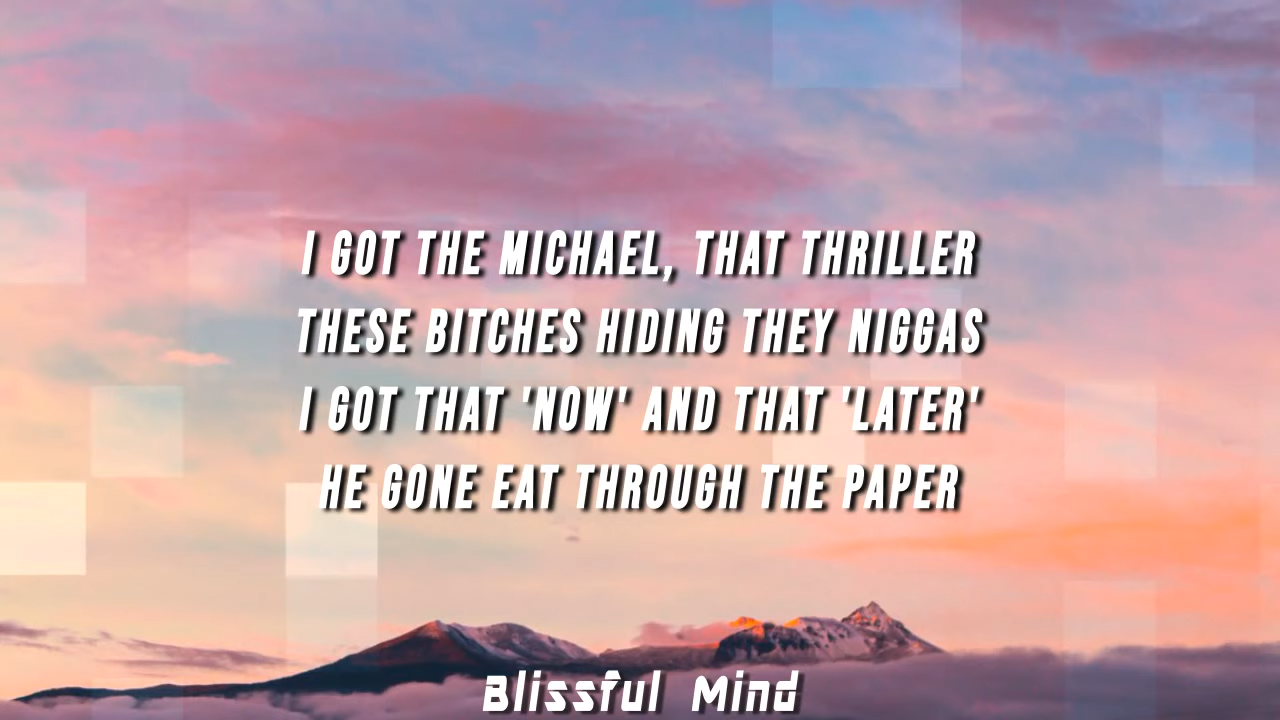 I GOT THE MICHAEL, THAT THRILLER
THESE BITCHES HIDING THEY NIGGAS
I GOT THAT 'NOW' AND THAT 'LATER'
HE GONE EAT THROUGH THE PAPER
Blissful Mind